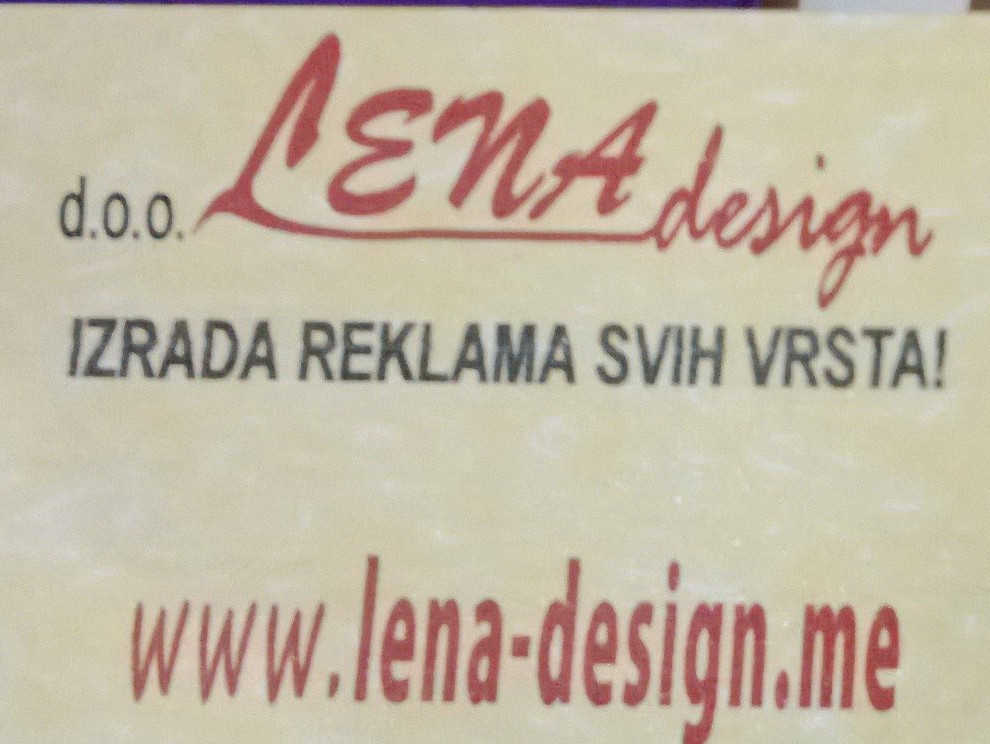 d.o.o. LENA design
IZRADA REKLAMA SVIH VRSTA!
www.lena-design.me